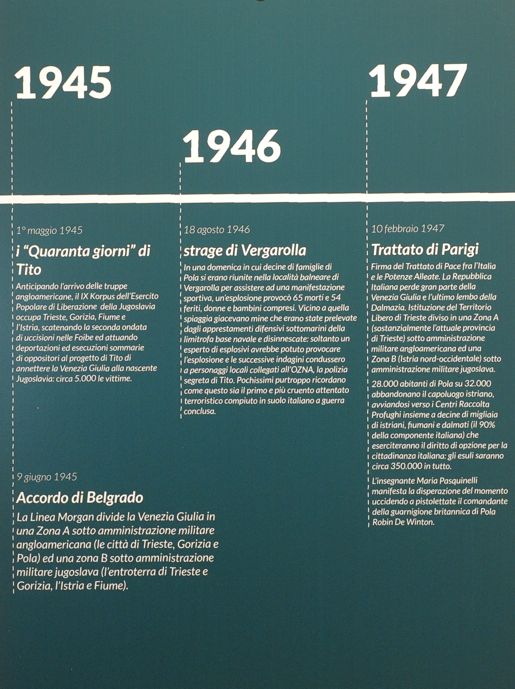 1945
1946
1947
1° maggio 1945
i “Quaranta giorni” di
Tito
Anticipando l'arrivo delle truppe
angloamericane, il IX Korpus dell'Esercito
Popolare di Liberazione della Jugoslavia
occupa Trieste, Gorizia, Fiume e
l'Istria, scatenando la seconda ondata
di uccisioni nelle Foibe ed attuando
deportazioni ed esecuzioni sommarie
di oppositori al progetto di Tito di
annettere la Venezia Giulia alla nascente
Jugoslavia: circa 5.000 le vittime.
9 giugno 1945
Accordo di Belgrado
La Linea Morgan divide la Venezia Giulia in
una Zona A sotto amministrazione militare
angloamericana (le città di Trieste, Gorizia e
Pola) ed una zona B sotto amministrazione
militare jugoslava (l'entroterra di Trieste e
Gorizia, l'Istria e Fiume).
18 agosto 1946
strage di Vergarolla
In una domenica in cui decine di famiglie di
Pola si erano riunite nella località balneare di
Vergarolla per assistere ad una manifestazione
sportiva, un'esplosione provocò 65 morti e 54
feriti, donne e bambini compresi. Vicino a quella
spiaggia giacevano mine che erano state prelevate
dagli apprestamenti difensivi sottomarini della
limitrofa base navale e disinnescate: soltanto un
esperto di esplosivi avrebbe potuto provocare
l'esplosione e le successive indagini condussero
a personaggi locali collegati all'OZNA, la polizia
segreta di Tito. Pochissimi purtroppo ricordano
come questo sia il primo e più cruento attentato
terroristico compiuto in suolo italiano a guerra
conclusa.
10 febbraio 1947
Trattato di Parigi
Firma del Trattato di Pace fra l'Italia
e le Potenze Alleate. La Repubblica
Italiana perde gran parte della
Venezia Giulia e l'ultimo lembo della
Dalmazia. Istituzione del Territorio
Libero di Trieste diviso in una Zona A
(sostanzialmente l'attuale provincia
di Trieste) sotto amministrazione
militare angloamericana ed una
Zona B (Istria nord-occidentale) sotto
amministrazione militare jugoslava.
28.000 abitanti di Pola su 32.000
abbandonano il capoluogo istriano,
avviandosi verso i Centri Raccolta
Profughi insieme a decine di migliaia
di istriani, fiumani e dalmati (il 90%
della componente italiana) che
eserciteranno il diritto di opzione per la
cittadinanza italiana: gli esuli saranno
circa 350.000 in tutto.
L'insegnante Maria Pasquinelli
manifesta la disperazione del momento
uccidendo a pistolettate il comandante
della guarnigione britannica di Pola
Robin De Winton.